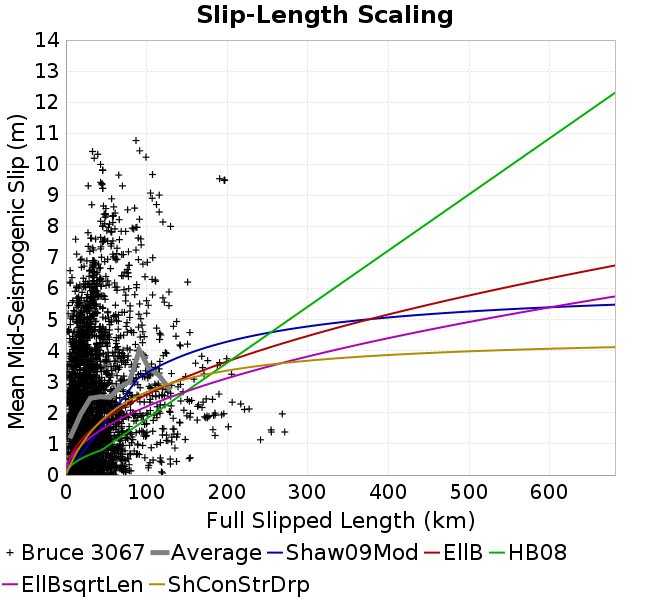 Slip-Length Scaling
Mean Mid-Seismogenic Slip (m)
14
13
12
11
10
9
8
7
6
5
4
3
2
1
0
0 100 200 300 400 500 600
Full Slipped Length (km)
Bruce 3067 Average Shaw09Mod EllB HB08
EllBsqrtLen ShConStrDrp